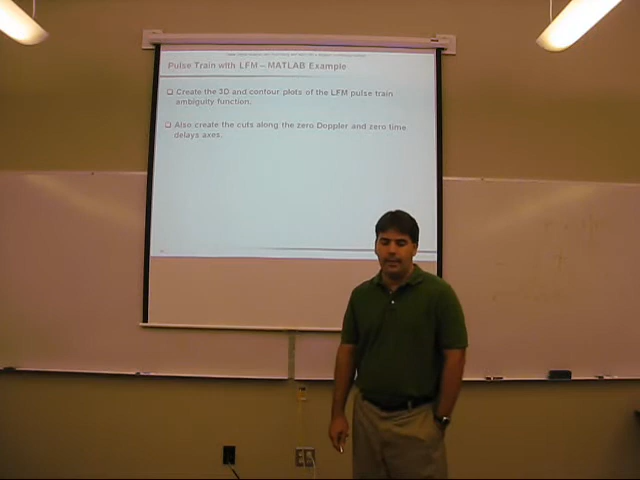 Pulse Train with LFM – MATLAB Example
❑ Create the 3D and contour plots of the LFM pulse train
ambiguity function.
❑ Also create the cuts along the zero Doppler and zero time
delays axes.